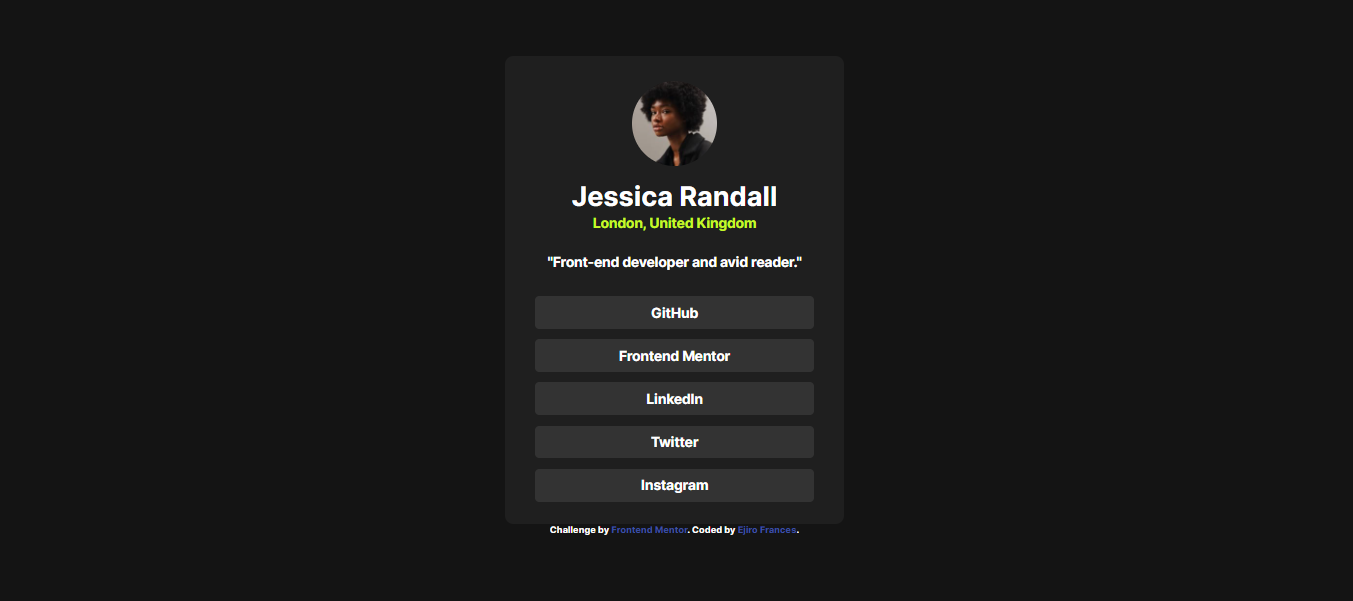 Jessica Randall
London, United Kingdom
"Front-end developer and avid reader."
GitHub
Frontend Mentor
LinkedIn
Twitter
Instagram
Challenge by Frontend Mentor. Coded by Ejiro Frances.